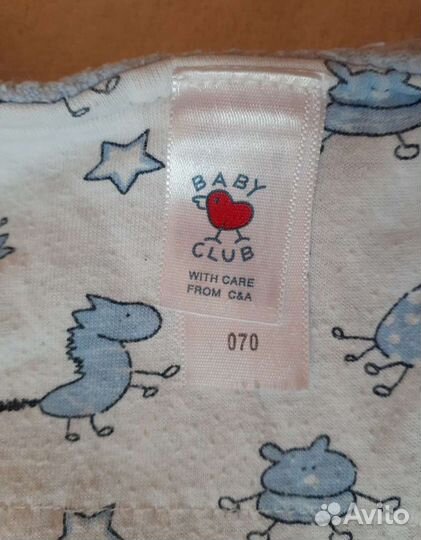 BABY
CLUB
WITH CARE
FROM C&A
070
Avito